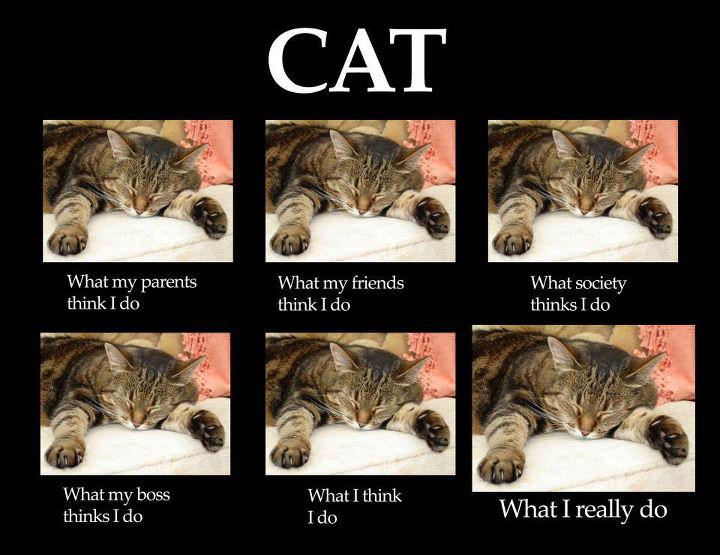 CAT
What my parents
think I do
What my friends
think I do
What society
thinks I do
What my boss
thinks I do
What I think
I do
What I really do